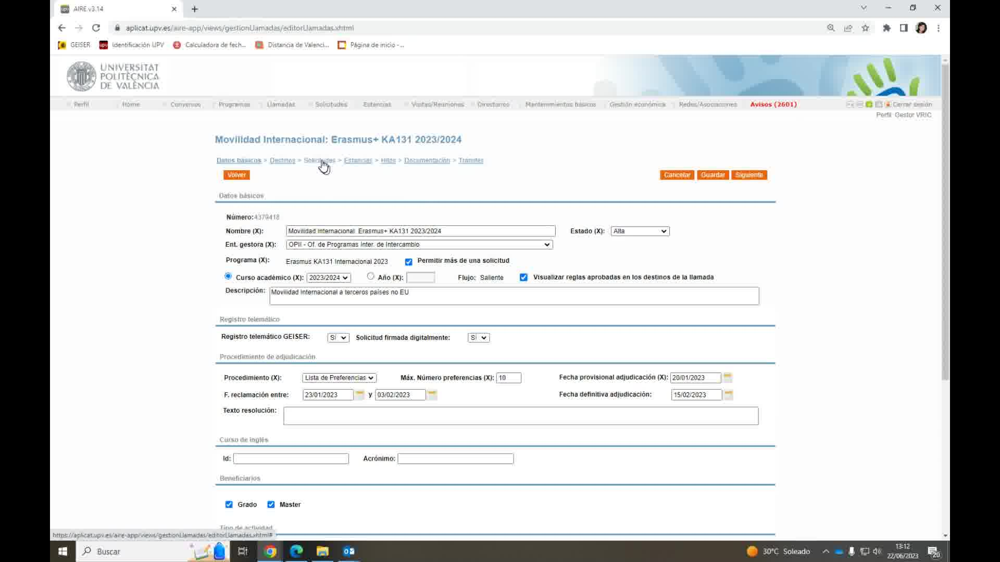 AIRE v3.14
aplicat.upv.es/aire-app/views/gestionLlamadas/editorLlamadas.xhtml
GEISER Identificación UPV Calculadora de fech... Distancia de Valenci... Página de inicio -...
UNIVERSITAT
POLITÈCNICA
DE VALÈNCIA
Perfil Home Convenios Programas Llamadas Solicitudes Estancias Visitas/Reuniones Directorios Mantenimientos básicos Gestión económica Redes/Asociaciones Avisos (2601) Cerrar sesión
Perfil Gestor VRIC
Movilidad Internacional: Erasmus+ KA131 2023/2024
Datos básicos > Destinos > Solicitudes > Estancias > Hitos > Documentación > Trámites
Volver Cancelar Guardar Siguiente
Datos básicos
Número: 4379418
Nombre (X): Movilidad Internacional: Erasmus+ KA131 2023/2024 Estado (X): Alta
Ent. gestora (X): OPII - Of. de Programas Inter. de Intercambio
Programa (X): Erasmus KA131 Internacional 2023 Permitir más de una solicitud
Curso académico (X): 2023/2024 Año (X): Flujo: Saliente Visualizar reglas aprobadas en los destinos de la llamada
Descripción: Movilidad Internacional a terceros países no EU
Registro telemático
Registro telemático GEISER: Sí Solicitud firmada digitalmente: Sí
Procedimiento de adjudicación
Procedimiento (X): Lista de Preferencias Máx. Número preferencias (X): 10 Fecha provisional adjudicación (X): 20/01/2023
F. reclamación entre: 23/01/2023 y 03/02/2023 Fecha definitiva adjudicación: 15/02/2023
Texto resolución:
Curso de inglés
Id: Acrónimo:
Beneficiarios
Grado Master
Tipo de actividad
https://aplicat.upv.es/aire-app/views/gestionLlamadas/editorLlamadas.xhtml#
Buscar 30°C Soleado 13:12
22/06/2023 20